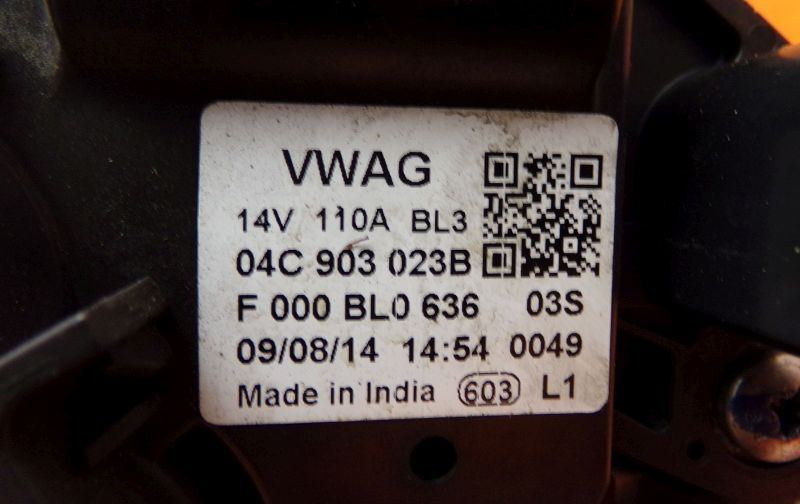 VWAG
14V 110A BL3
04C 903 023B
F 000 BL0 636 03S
09/08/14 14:54 0049
Made in India 603 L1